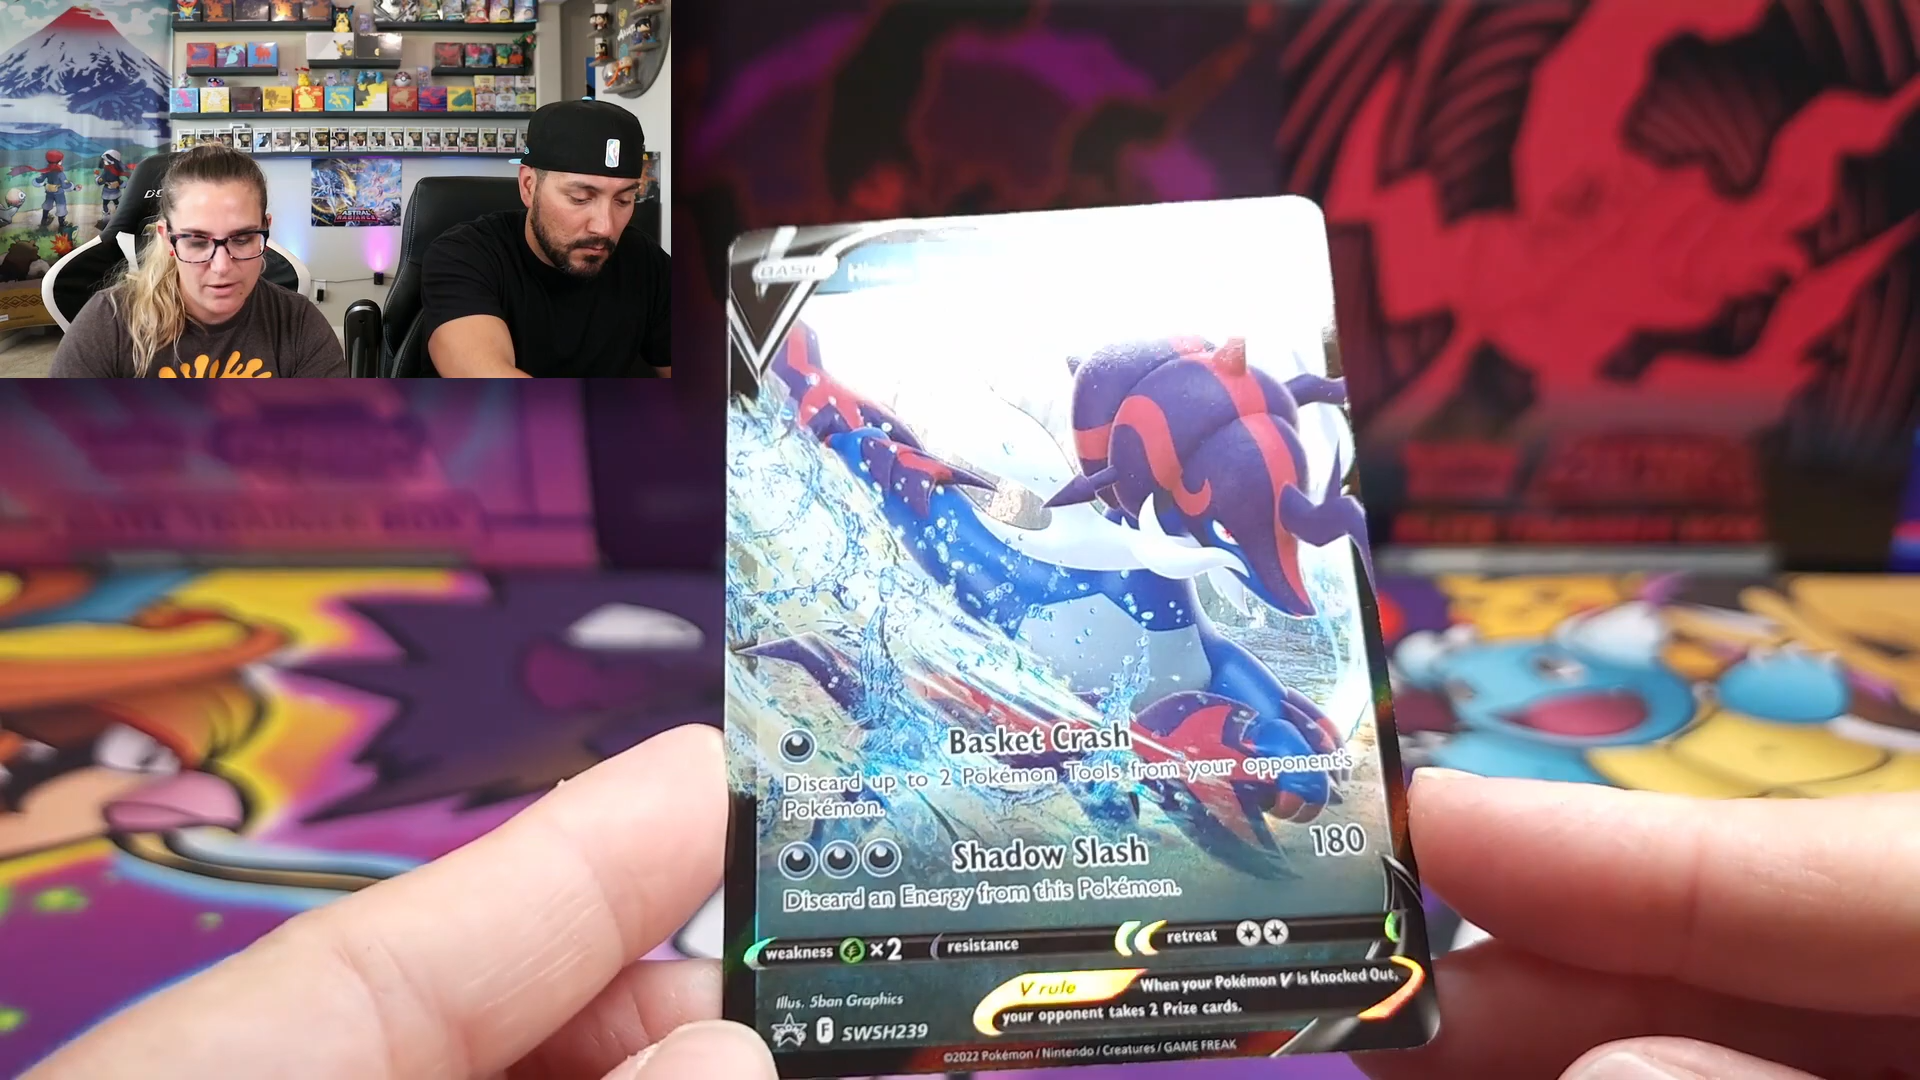 ASTRAL
RADIANCE
BASIC
Basket Crash
Discard up to 2 Pokémon Tools from your opponent's
Pokémon.
Shadow Slash 180
Discard an Energy from this Pokémon.
weakness ×2 resistance retreat
V rule When your Pokémon V is Knocked Out,
your opponent takes 2 Prize cards.
Illus. 5ban Graphics
F SWSH239
©2022 Pokémon / Nintendo / Creatures / GAME FREAK